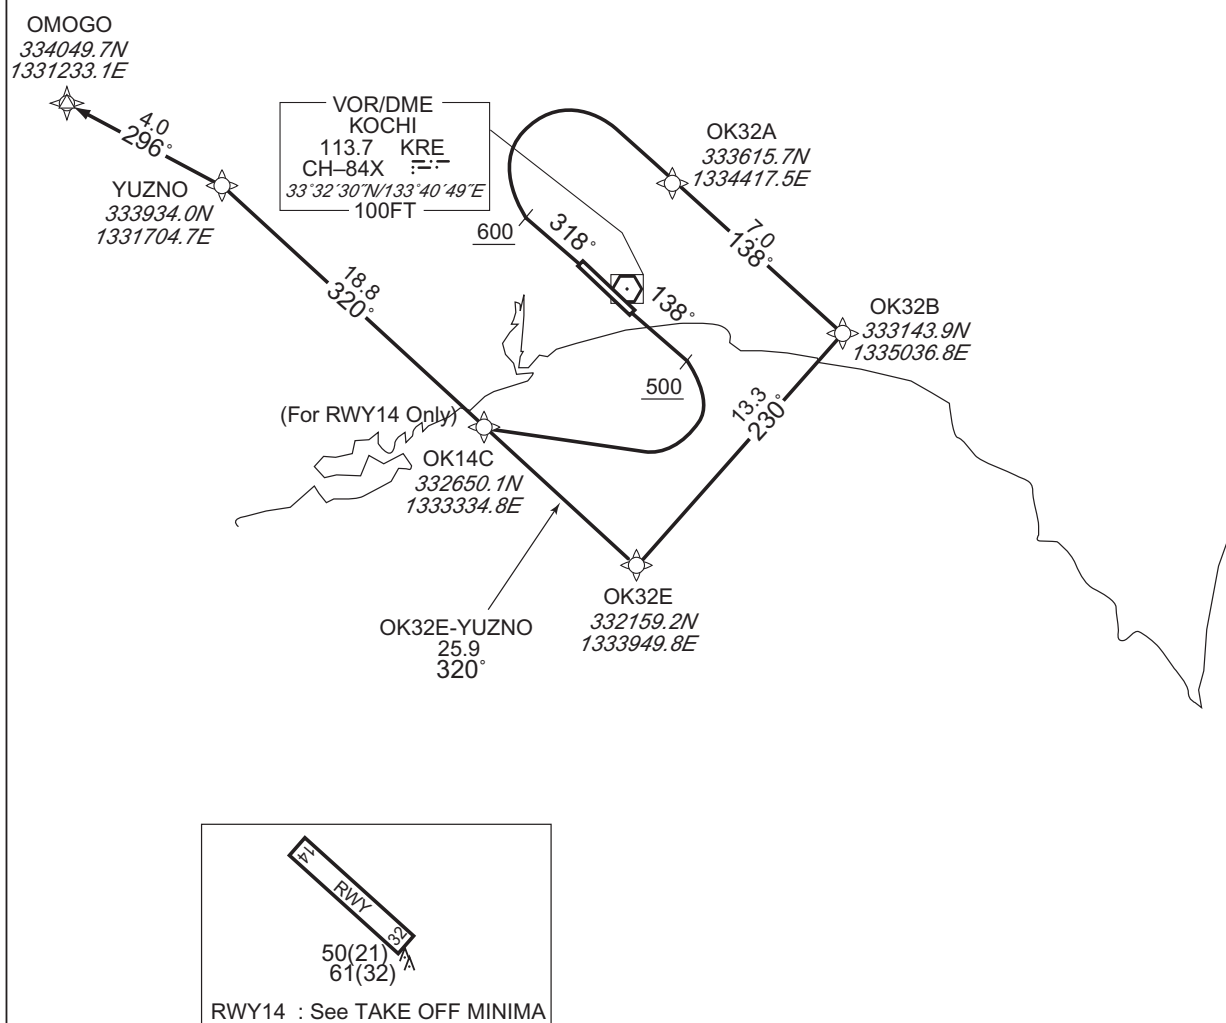 OMOGO
334049.7N
1331233.1E
4.0
296°
YUZNO
333934.0N
1331704.7E
VOR/DME
KOCHI
113.7 KRE
CH–84X
33°32´30″N/133°40´49″E
100FT
OK32A
333615.7N
1334417.5E
600
318°
7.0
138°
138°
OK32B
333143.9N
1335036.8E
18.8
320°
500
13.3
230°
(For RWY14 Only)
OK14C
332650.1N
1333334.8E
OK32E
332159.2N
1333949.8E
OK32E-YUZNO
25.9
320°
14
RWY
32
50(21)
61(32)
RWY14 : See TAKE OFF MINIMA